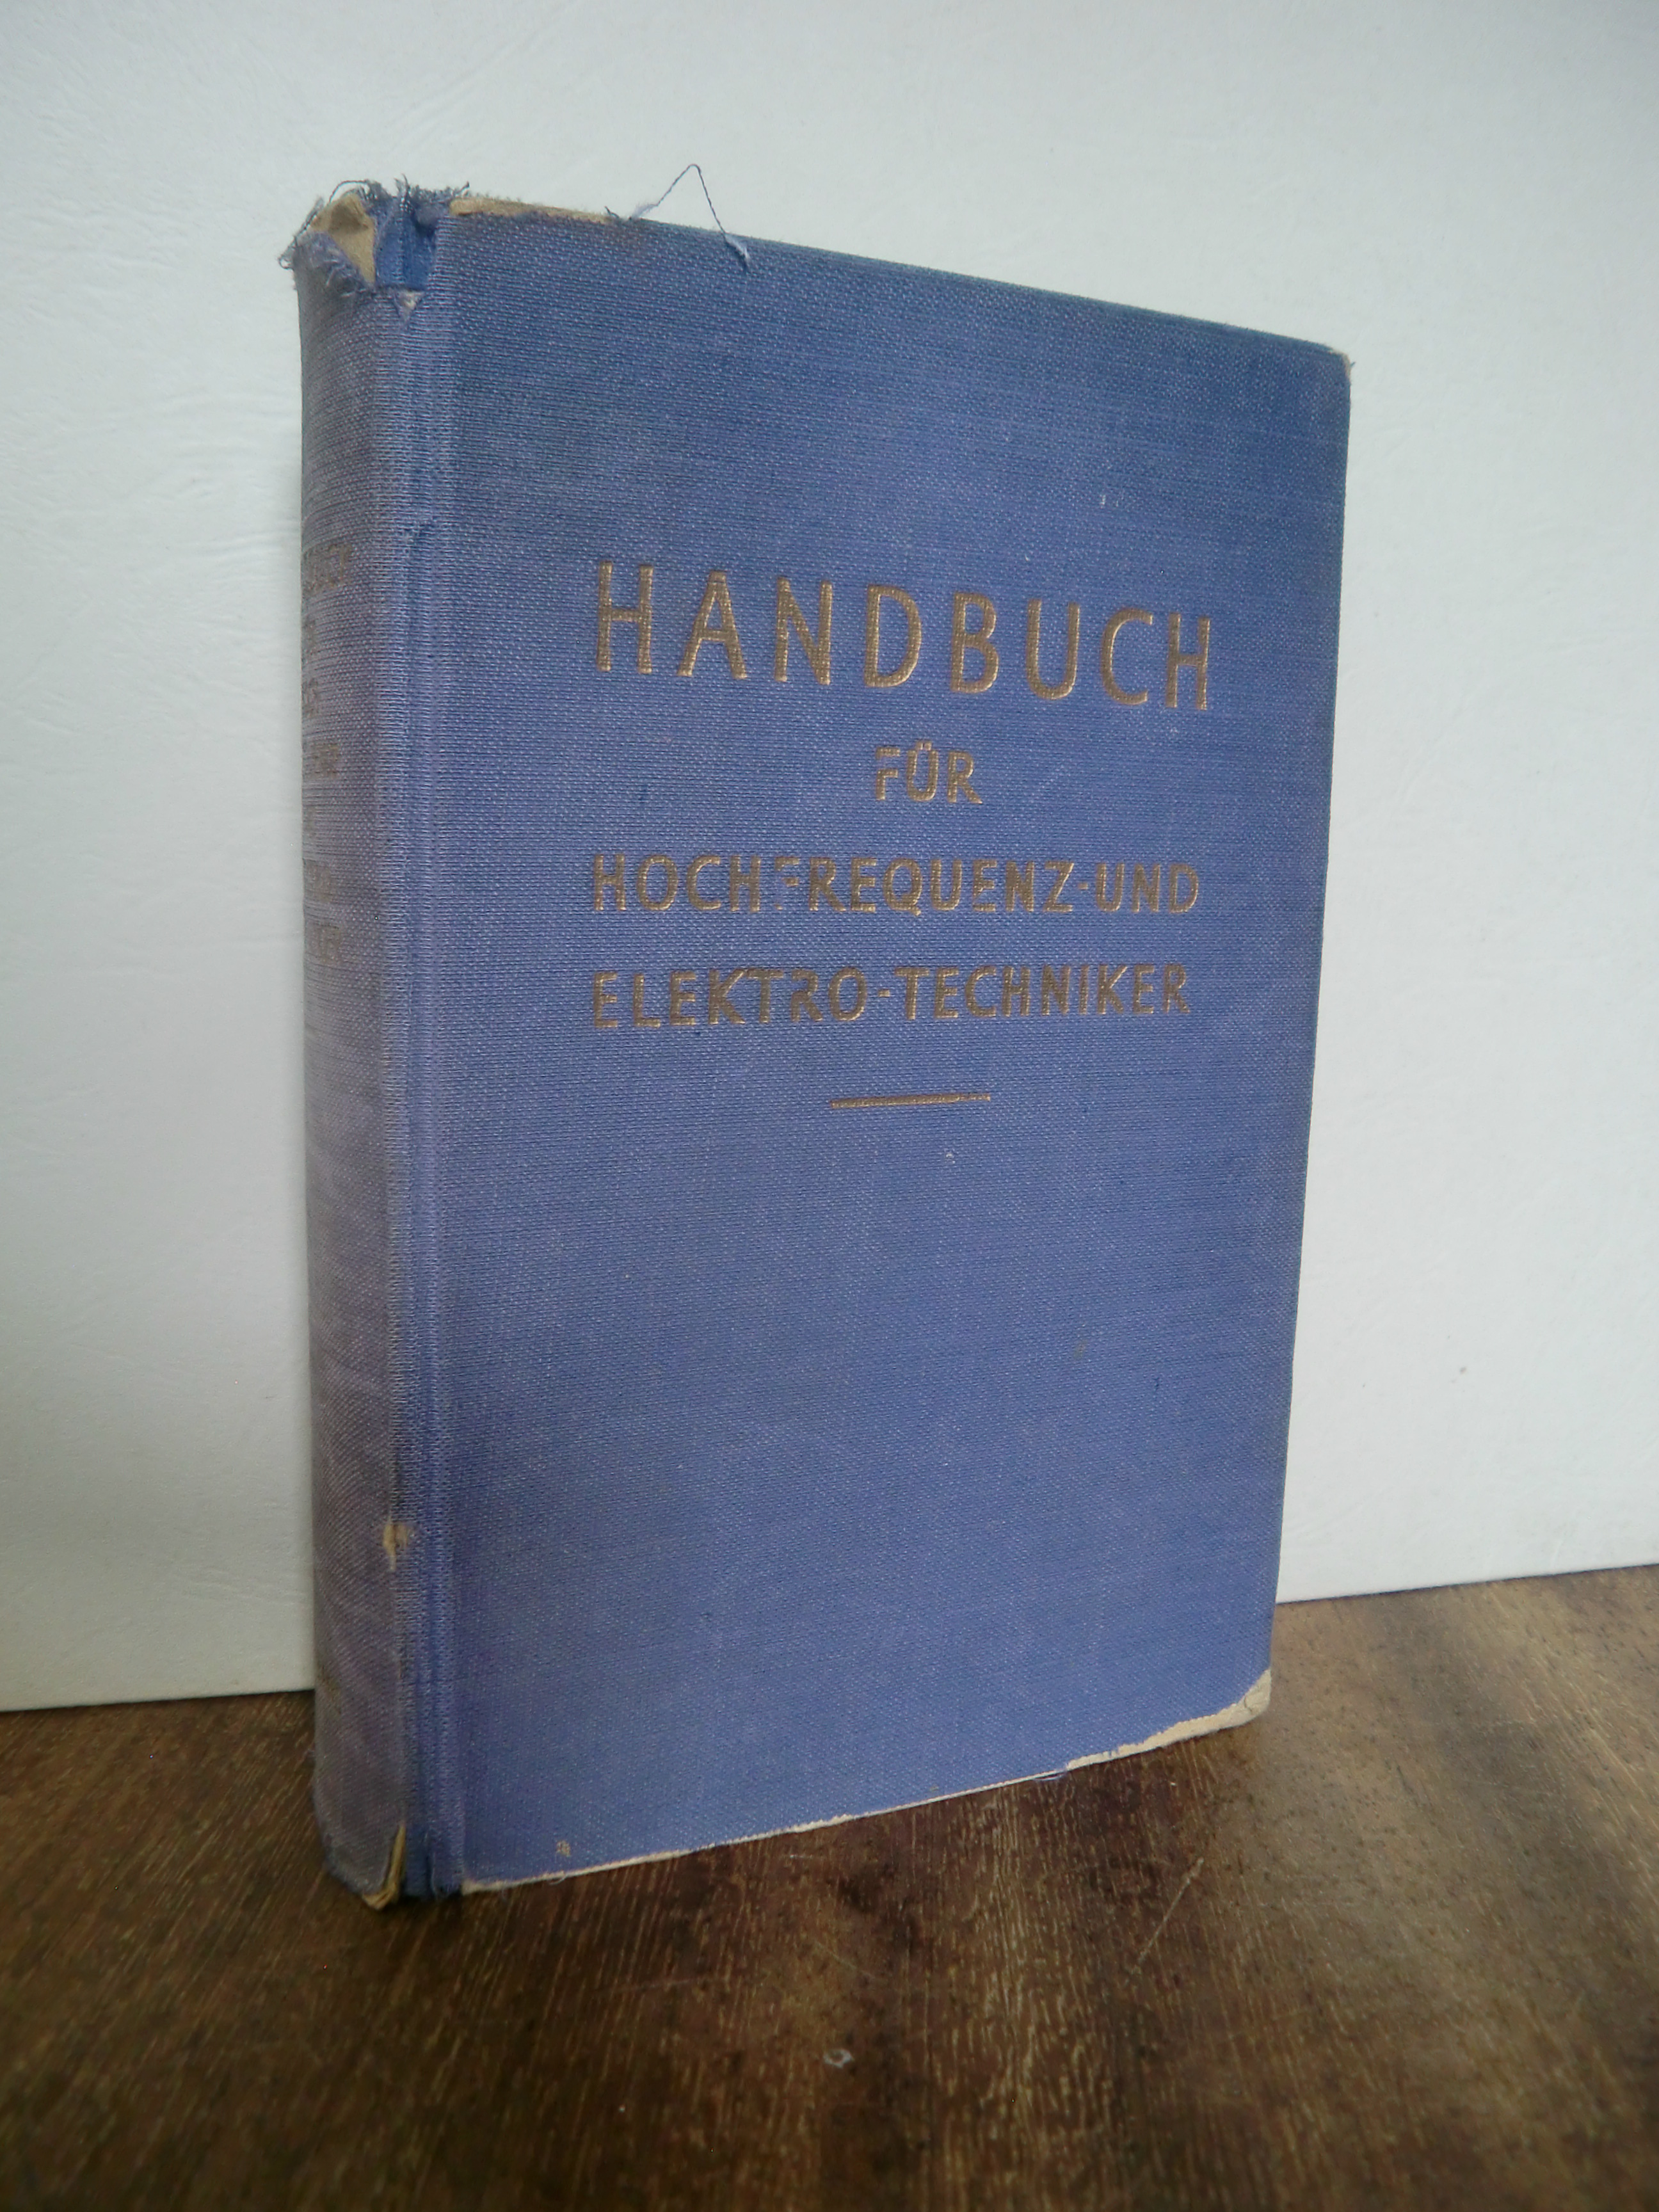 HANDBUCH
FÜR
HOCHFREQUENZ-UND
ELEKTRO-TECHNIKER